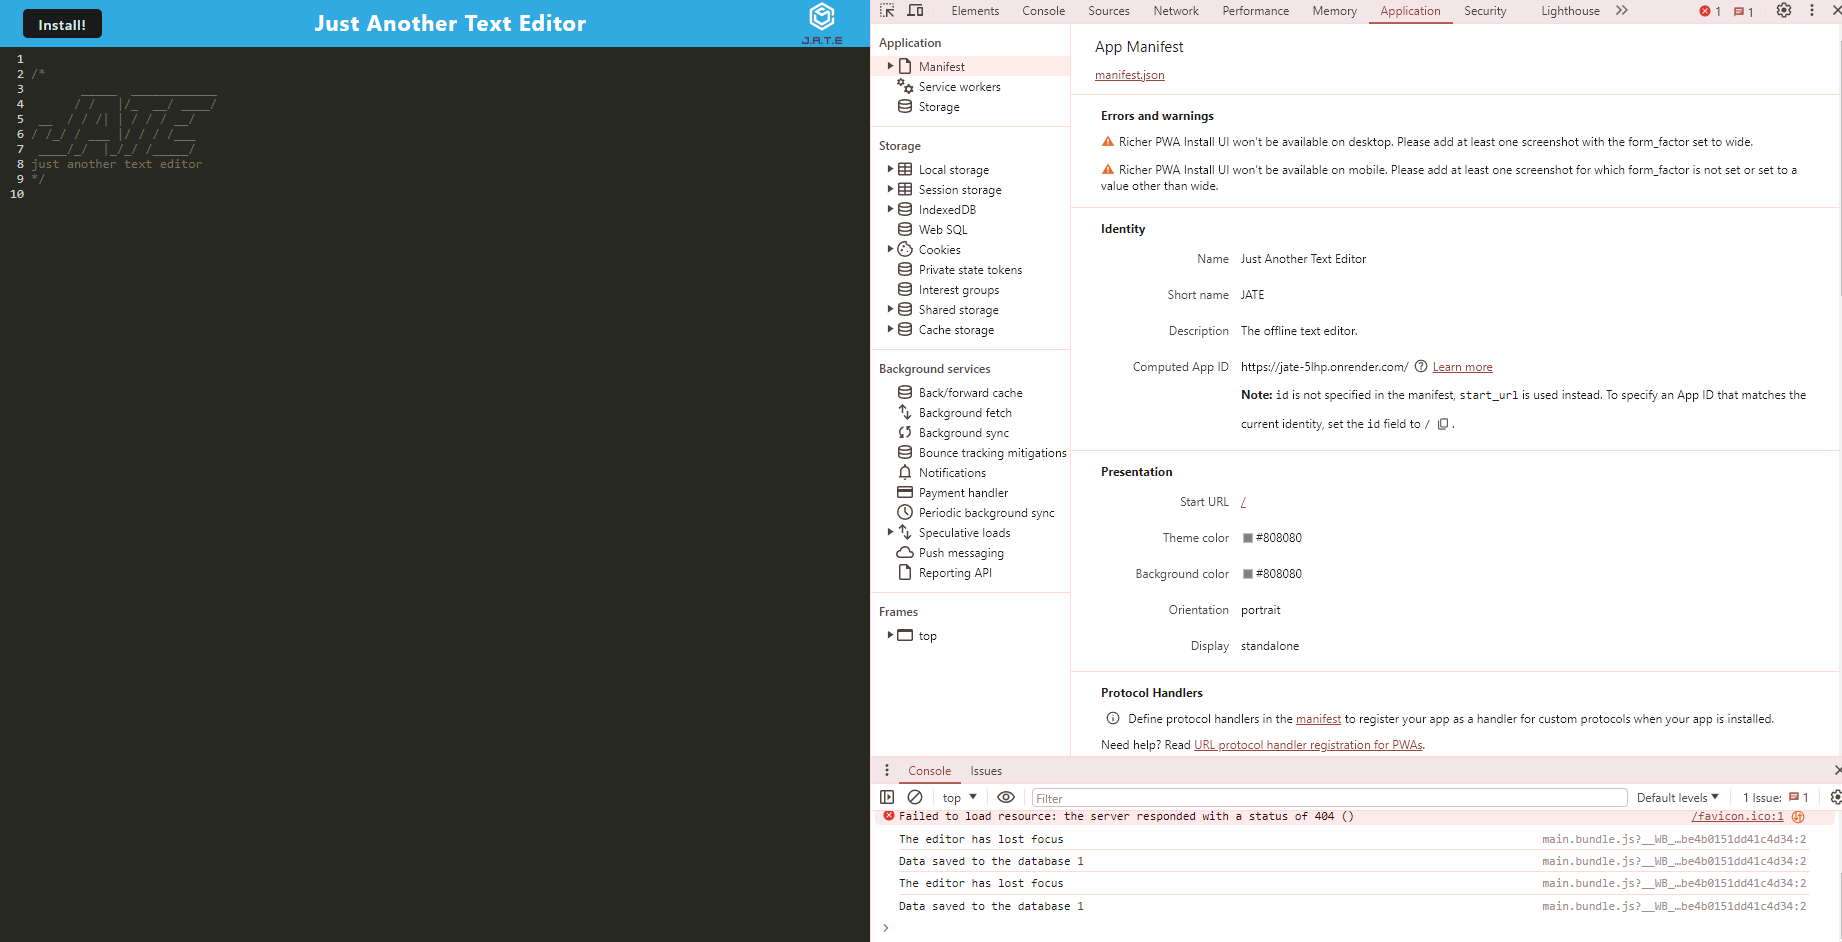 Install!
Just Another Text Editor
J.A.T.E
1
2 /*
3        _____  ____________
4       / /   |/_  __/ ____/
5  __  / / /| | / / / __/
6 / /_/ / ___ |/ / / /___
7  ____/_/  |_/_/ /_____/
8 just another text editor
9 */
10
Elements Console Sources Network Performance Memory Application Security Lighthouse 1 1
Application
Manifest
Service workers
Storage
Storage
Local storage
Session storage
IndexedDB
Web SQL
Cookies
Private state tokens
Interest groups
Shared storage
Cache storage
Background services
Back/forward cache
Background fetch
Background sync
Bounce tracking mitigations
Notifications
Payment handler
Periodic background sync
Speculative loads
Push messaging
Reporting API
Frames
top
App Manifest
manifest.json
Errors and warnings
Richer PWA Install UI won't be available on desktop. Please add at least one screenshot with the form_factor set to wide.
Richer PWA Install UI won't be available on mobile. Please add at least one screenshot for which form_factor is not set or set to a
value other than wide.
Identity
Name Just Another Text Editor
Short name JATE
Description The offline text editor.
Computed App ID https://jate-5lhp.onrender.com/ Learn more
Note: id is not specified in the manifest, start_url is used instead. To specify an App ID that matches the
current identity, set the id field to / .
Presentation
Start URL /
Theme color #808080
Background color #808080
Orientation portrait
Display standalone
Protocol Handlers
Define protocol handlers in the manifest to register your app as a handler for custom protocols when your app is installed.
Need help? Read URL protocol handler registration for PWAs.
Console Issues
top Filter Default levels 1 Issue: 1
Failed to load resource: the server responded with a status of 404 () /favicon.ico:1
The editor has lost focus main.bundle.js?__WB_…be4b0151dd41c4d34:2
Data saved to the database 1 main.bundle.js?__WB_…be4b0151dd41c4d34:2
The editor has lost focus main.bundle.js?__WB_…be4b0151dd41c4d34:2
Data saved to the database 1 main.bundle.js?__WB_…be4b0151dd41c4d34:2